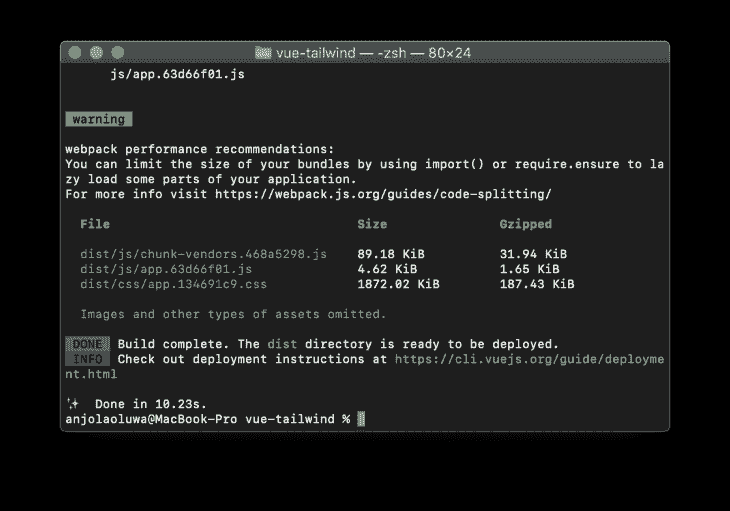 vue-tailwind — -zsh — 80×24
js/app.63d66f01.js
warning
webpack performance recommendations:
You can limit the size of your bundles by using import() or require.ensure to la
zy load some parts of your application.
For more info visit https://webpack.js.org/guides/code-splitting/
File Size Gzipped
dist/js/chunk-vendors.468a5298.js 89.18 KiB 31.94 KiB
dist/js/app.63d66f01.js 4.62 KiB 1.65 KiB
dist/css/app.134691c9.css 1872.02 KiB 187.43 KiB
Images and other types of assets omitted.
DONE Build complete. The dist directory is ready to be deployed.
INFO Check out deployment instructions at https://cli.vuejs.org/guide/deployme
nt.html
✨ Done in 10.23s.
anjolaoluwa@MacBook-Pro vue-tailwind %